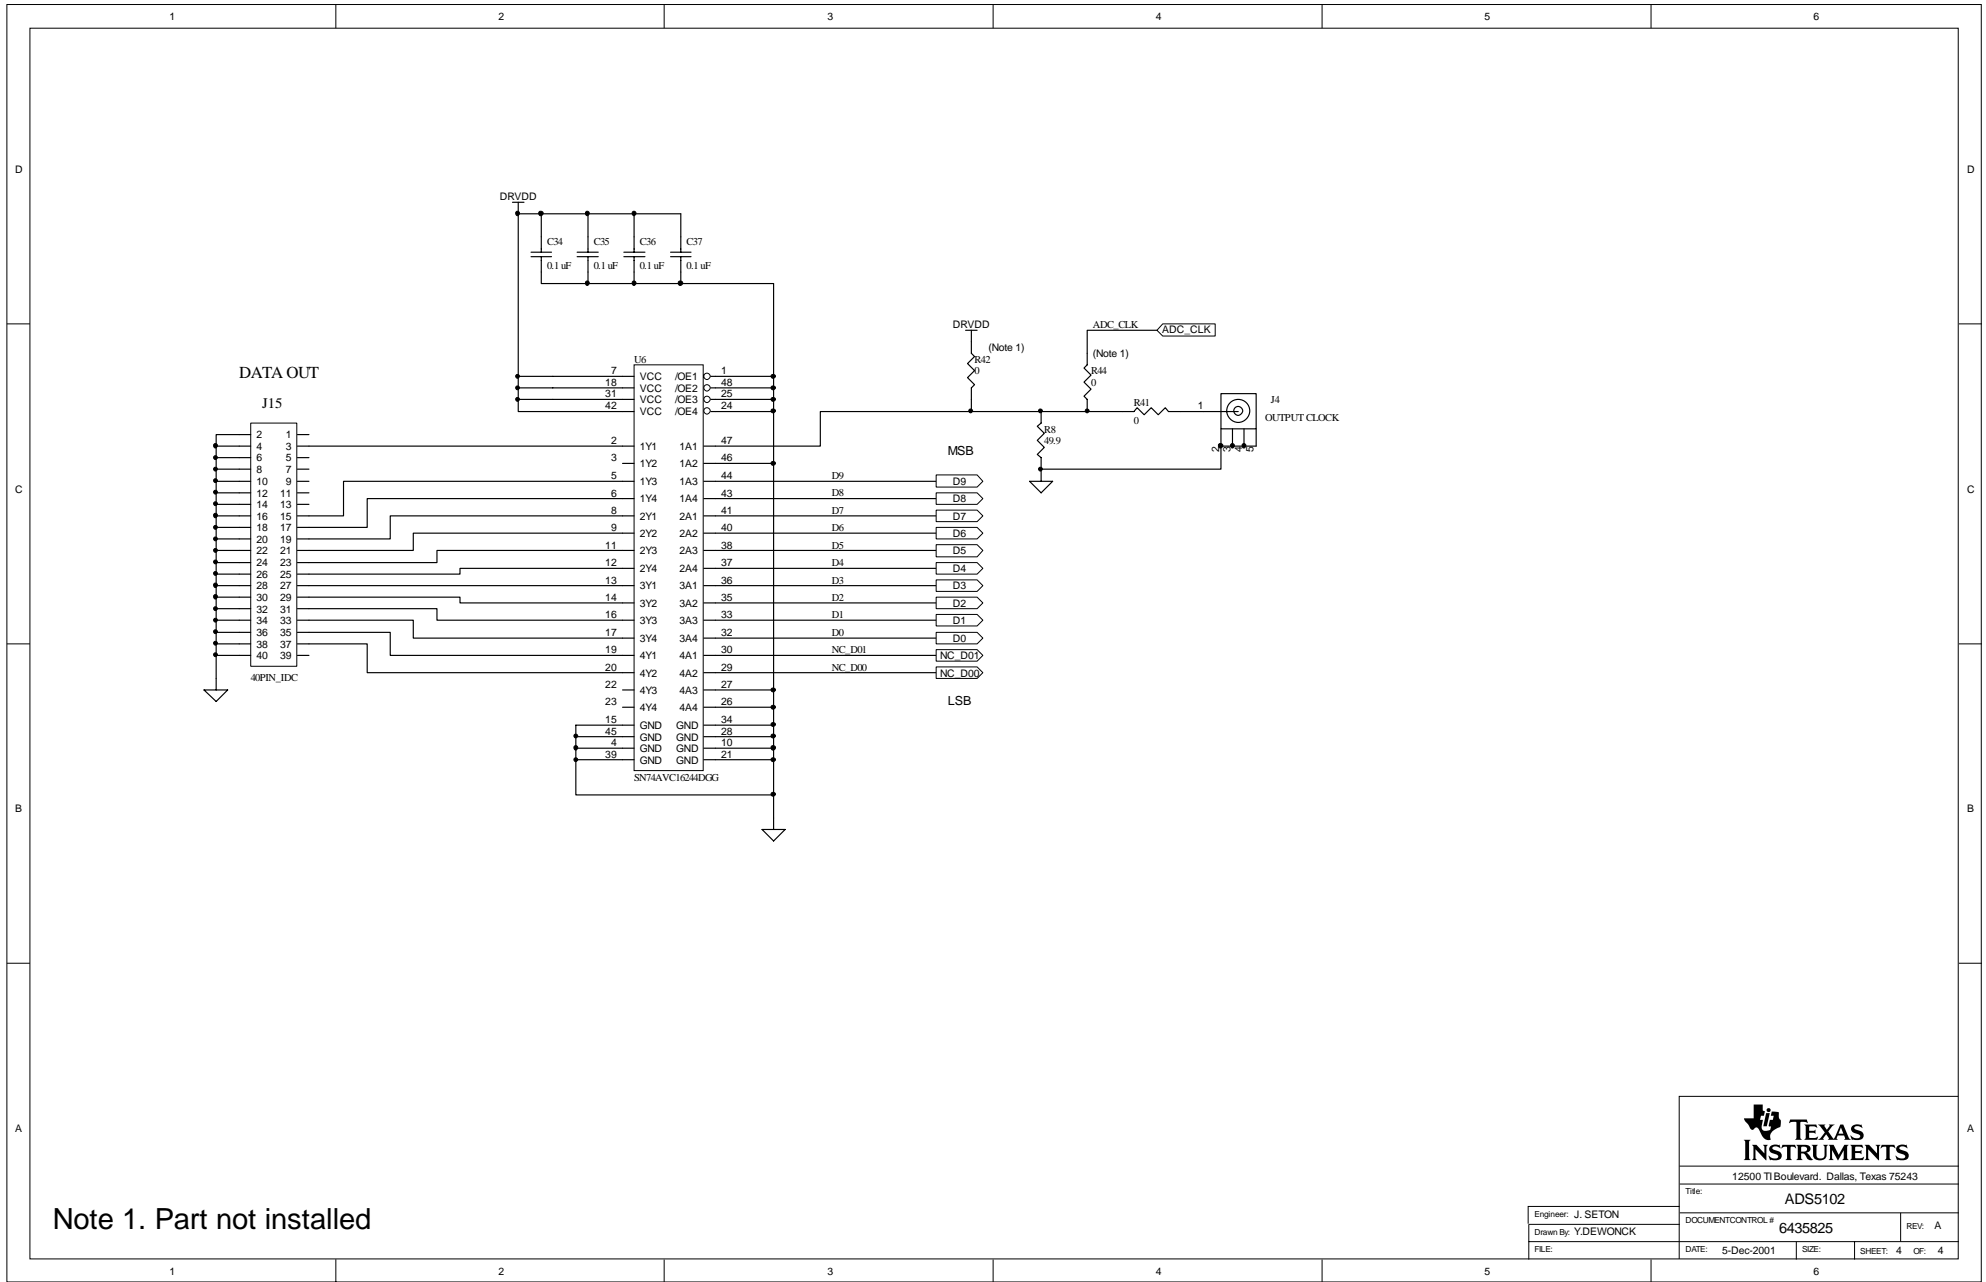 1 2 3 4 5 6
D D
DRVDD
C34 C35 C36 C37
0.1 uF 0.1 uF 0.1 uF 0.1 uF
DRVDD
(Note 1)
R42
0
ADC_CLK ADC_CLK
(Note 1)
R44
0
R41
0
1
J4
OUTPUT CLOCK
2 3 4 5
R8
49.9
DATA OUT
J15
2 1
4 3
6 5
8 7
10 9
12 11
14 13
16 15
18 17
20 19
22 21
24 23
26 25
28 27
30 29
32 31
34 33
36 35
38 37
40 39
40PIN_IDC
U6
7 VCC /OE1 1
18 VCC /OE2 48
31 VCC /OE3 25
42 VCC /OE4 24
2 1Y1 1A1 47
MSB
3 1Y2 1A2 46
5 1Y3 1A3 44 D9 D9
6 1Y4 1A4 43 D8 D8
8 2Y1 2A1 41 D7 D7
9 2Y2 2A2 40 D6 D6
11 2Y3 2A3 38 D5 D5
12 2Y4 2A4 37 D4 D4
13 3Y1 3A1 36 D3 D3
14 3Y2 3A2 35 D2 D2
16 3Y3 3A3 33 D1 D1
17 3Y4 3A4 32 D0 D0
19 4Y1 4A1 30 NC_D01 NC_D01
20 4Y2 4A2 29 NC_D00 NC_D00
22 4Y3 4A3 27
LSB
23 4Y4 4A4 26
15 GND GND 34
45 GND GND 28
4 GND GND 10
39 GND GND 21
SN74AVC16244DGG
C C
B B
A A
Note 1. Part not installed
TEXAS
INSTRUMENTS
12500 TI Boulevard. Dallas, Texas 75243
Title: ADS5102
Engineer: J. SETON
Drawn By: Y.DEWONCK
FILE:
DOCUMENTCONTROL # 6435825 REV: A
DATE: 5-Dec-2001 SIZE: SHEET: 4 OF: 4
1 2 3 4 5 6